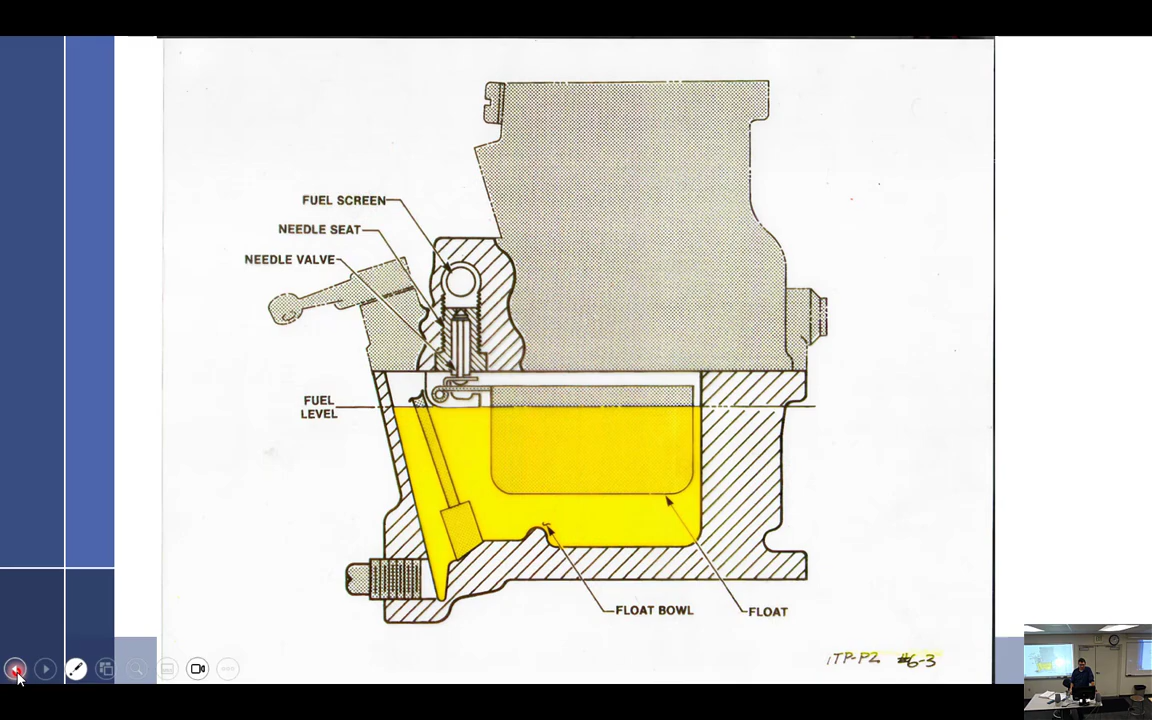 FUEL SCREEN
NEEDLE SEAT
NEEDLE VALVE
FUEL
LEVEL
FLOAT BOWL
FLOAT
ITP-P2 #6-3